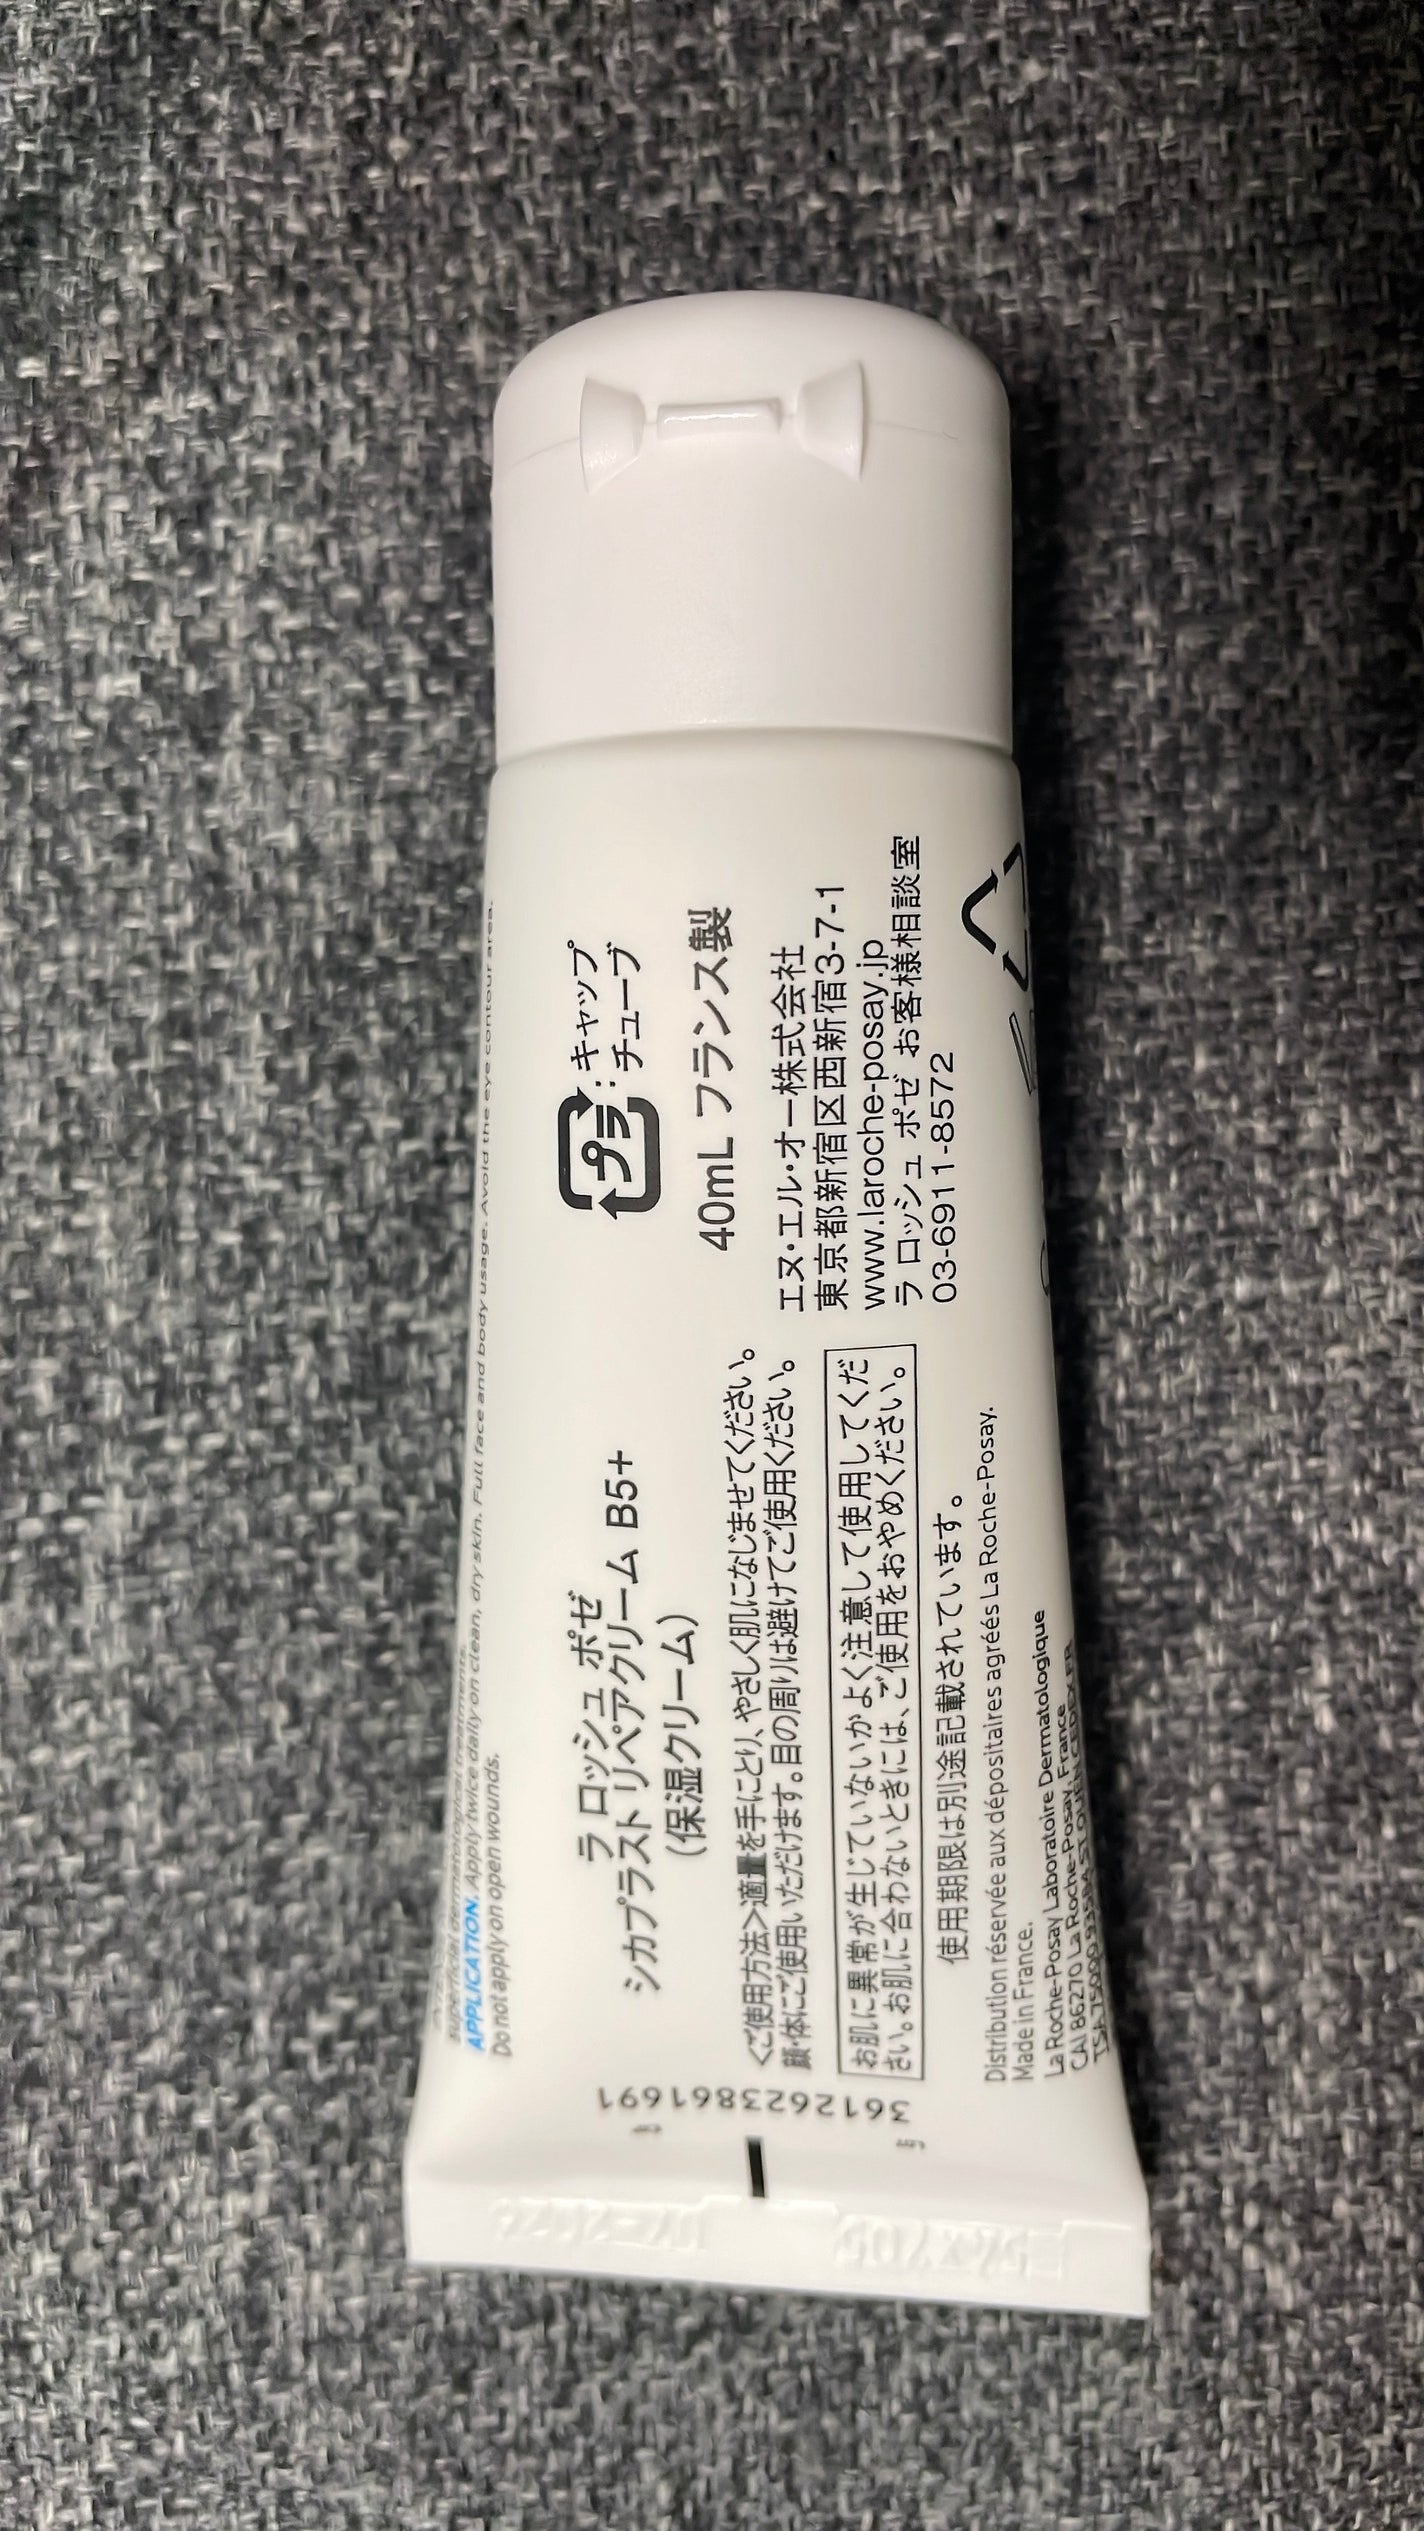 superficial dermatological treatments.
APPLICATION. Apply twice daily on clean, dry skin. Full face and body usage. Avoid the eye contour area.
Do not apply on open wounds.
ラ ロッシュ ポゼ
シカプラスト リペアクリーム B5+
(保湿クリーム)
<ご使用方法>適量を手にとり、やさしく肌になじませてください。
顔・体にご使用いただけます。目の周りは避けてご使用ください。
お肌に異常が生じていないかよく注意して使用してくだ
さい。お肌に合わないときには、ご使用をおやめください。
使用期限は別途記載されています。
Distribution réservée aux dépositaires agréés La Roche-Posay.
Made in France.
La Roche-Posay Laboratoire Dermatologique
CAI 86270 La Roche-Posay, France
プラ : キャップ
チューブ
40mL フランス製
エヌ・エル・オー株式会社
東京都新宿区西新宿3-7-1
www.laroche-posay.jp
ラ ロッシュ ポゼ お客様相談室
03-6911-8572
3612623861691